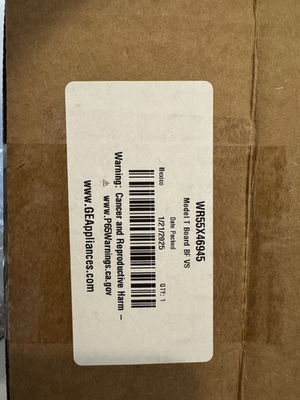 WR55X46945
Model T Board BF VS
Date Packed
1/21/2025
Mexico
QTY: 1
Warning: Cancer and Reproductive Harm –
www.P65Warnings.ca.gov
www.GEAppliances.com